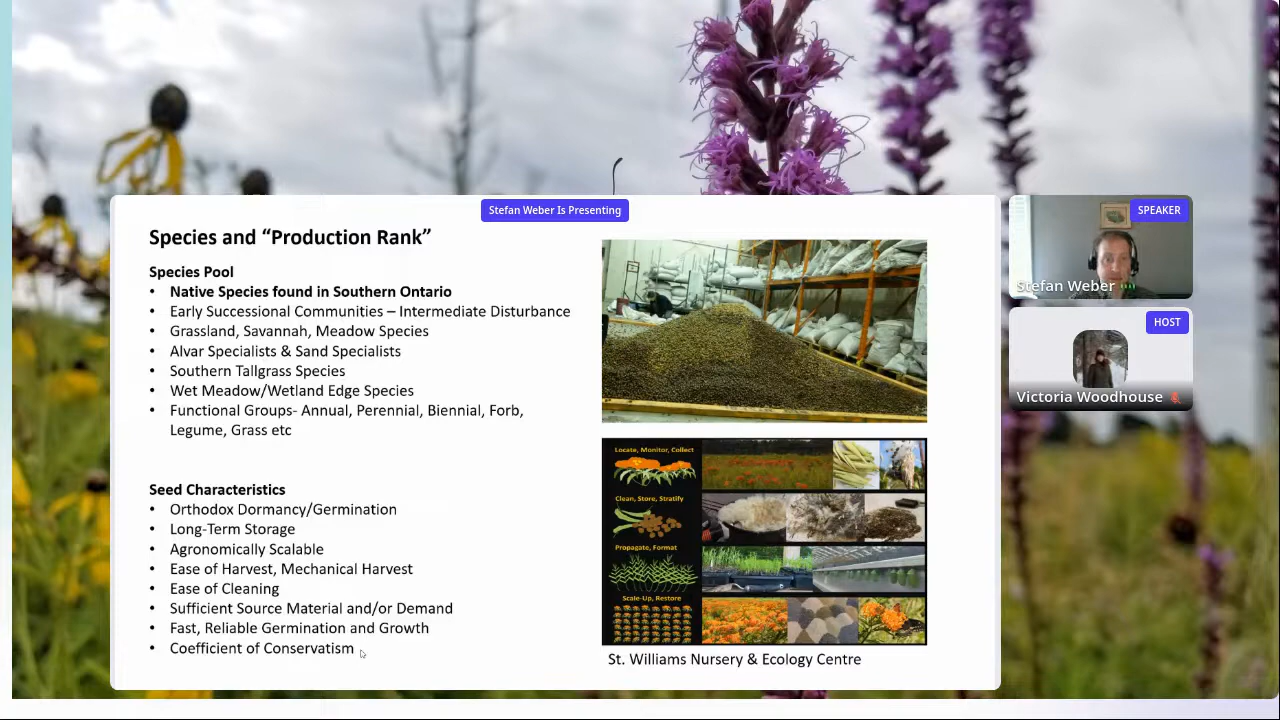 Stefan Weber Is Presenting
Species and “Production Rank”
Species Pool
• Native Species found in Southern Ontario
• Early Successional Communities – Intermediate Disturbance
• Grassland, Savannah, Meadow Species
• Alvar Specialists & Sand Specialists
• Southern Tallgrass Species
• Wet Meadow/Wetland Edge Species
• Functional Groups- Annual, Perennial, Biennial, Forb,
Legume, Grass etc
Seed Characteristics
• Orthodox Dormancy/Germination
• Long-Term Storage
• Agronomically Scalable
• Ease of Harvest, Mechanical Harvest
• Ease of Cleaning
• Sufficient Source Material and/or Demand
• Fast, Reliable Germination and Growth
• Coefficient of Conservatism
Locate, Monitor, Collect
Clean, Store, Stratify
Propagate, Format
Scale-Up, Restore
St. Williams Nursery & Ecology Centre
SPEAKER
Stefan Weber
HOST
Victoria Woodhouse